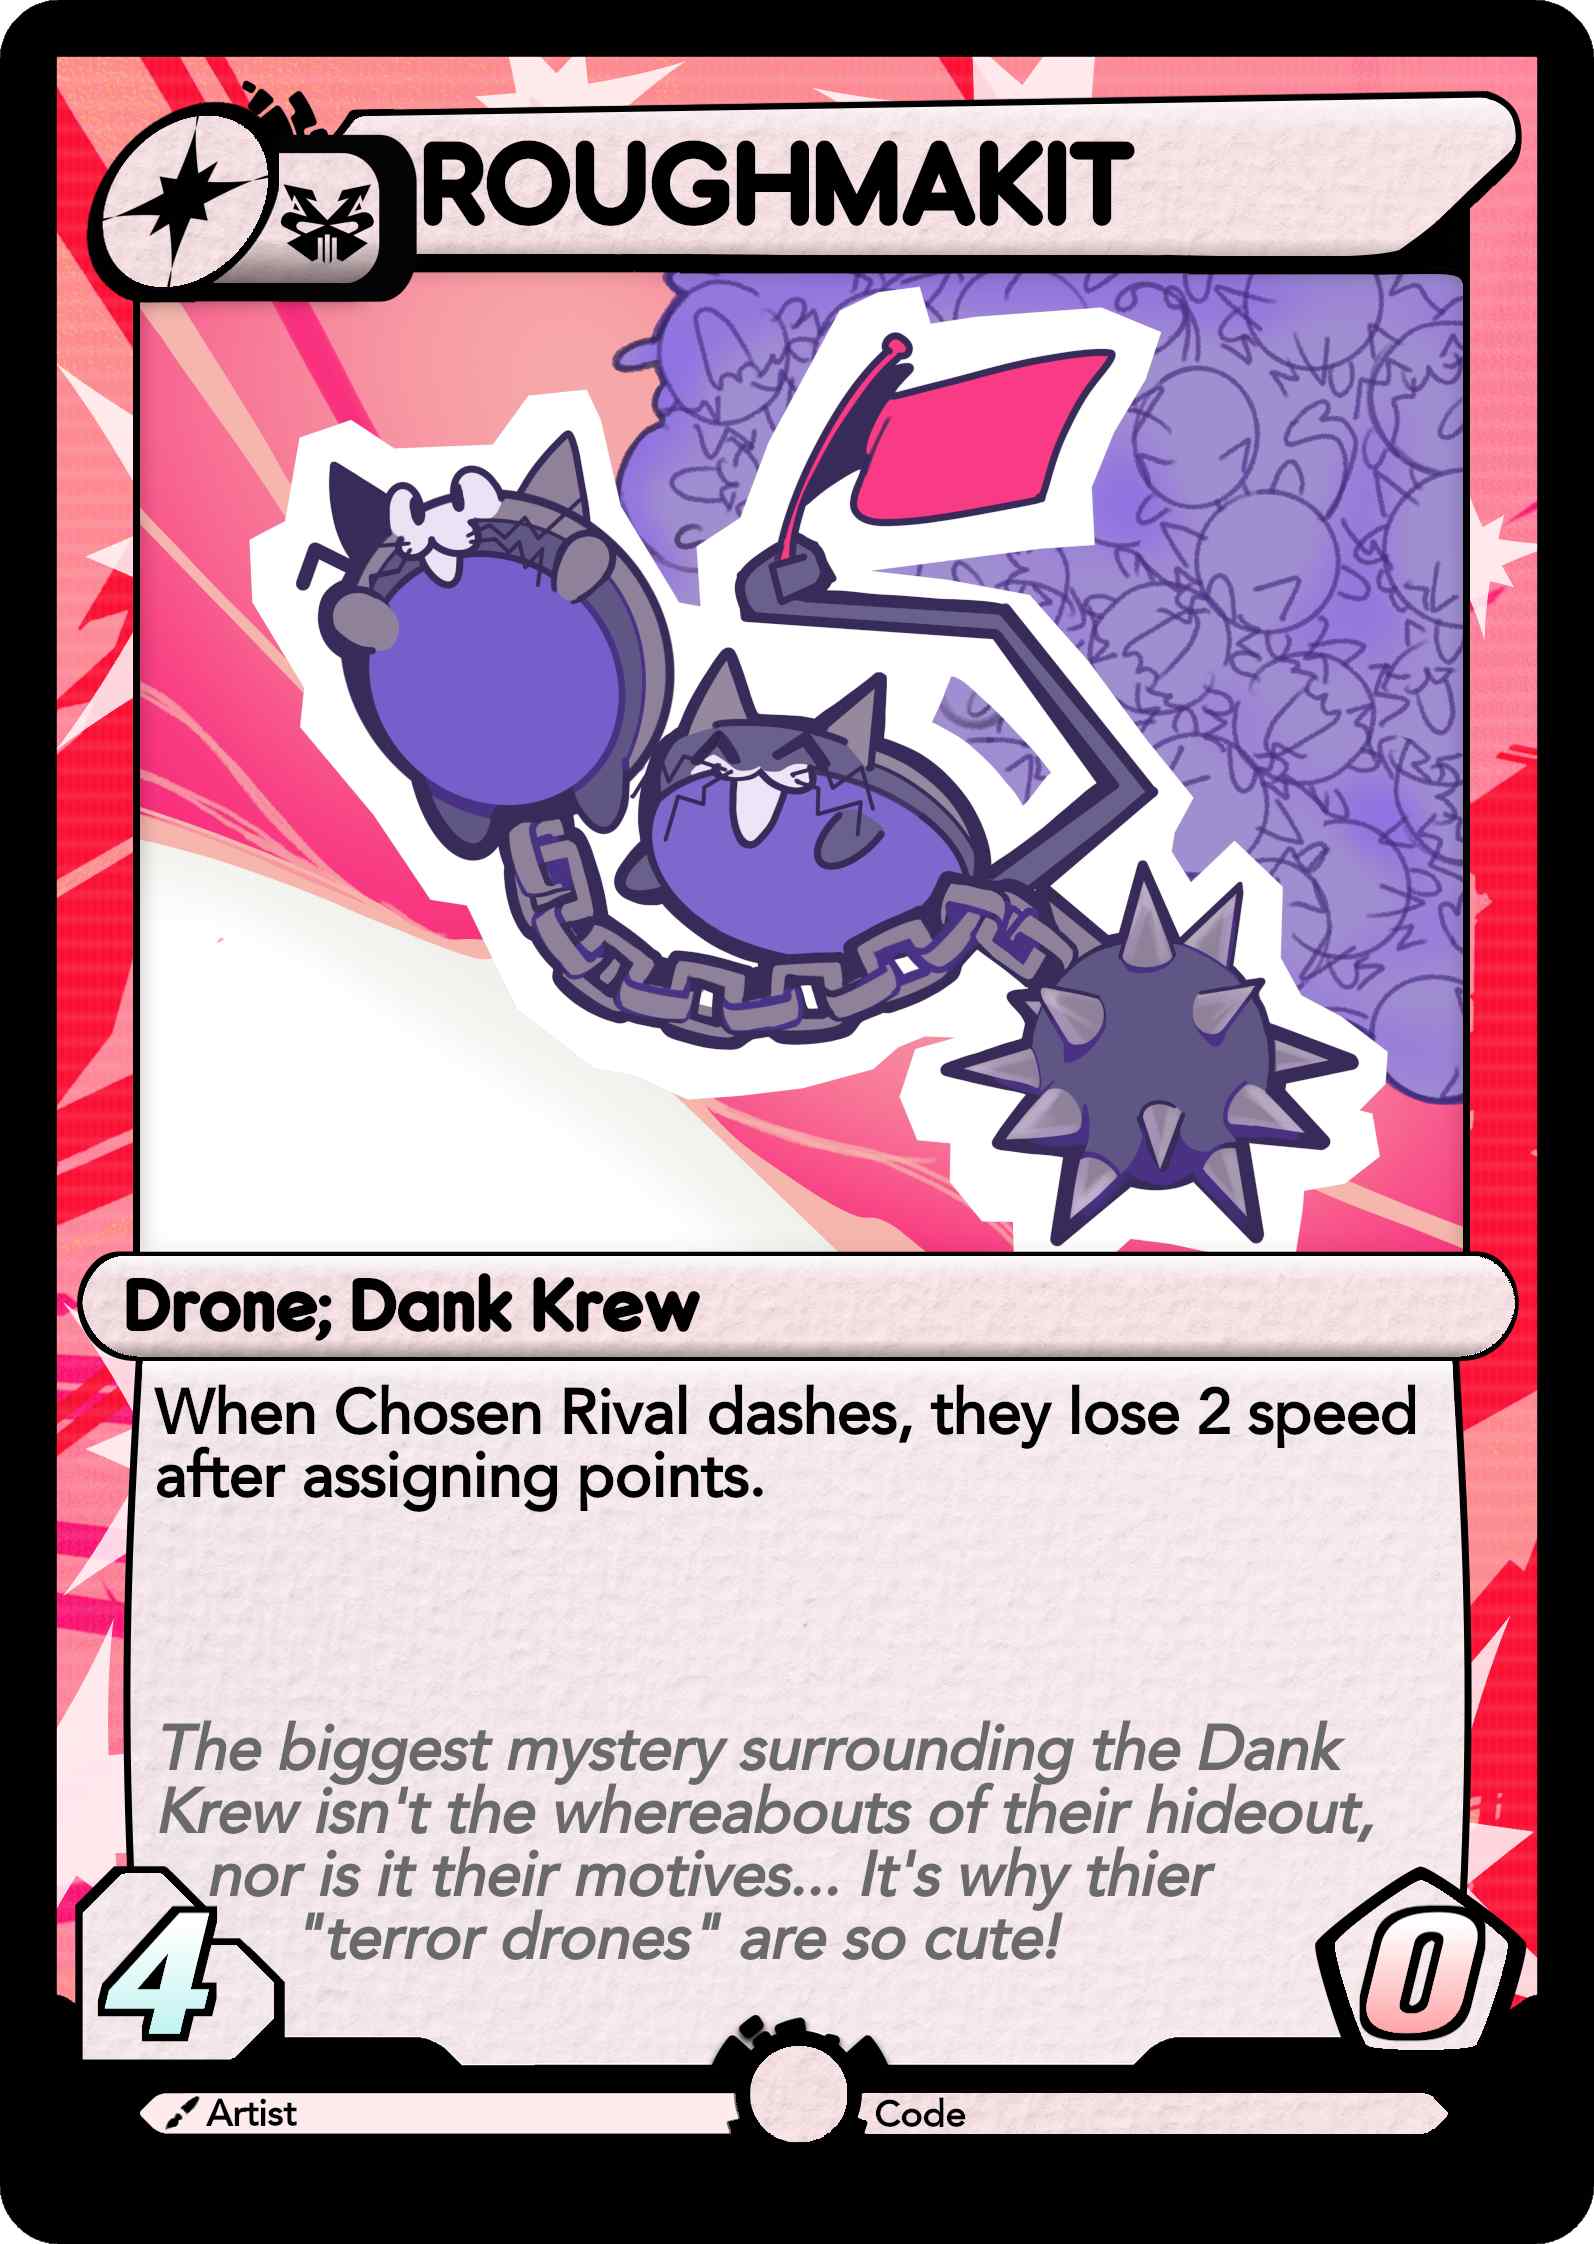 ROUGHMAKIT
Drone; Dank Krew
When Chosen Rival dashes, they lose 2 speed
after assigning points.
The biggest mystery surrounding the Dank
Krew isn't the whereabouts of their hideout,
nor is it their motives... It's why thier
"terror drones" are so cute!
4
0
Artist
Code